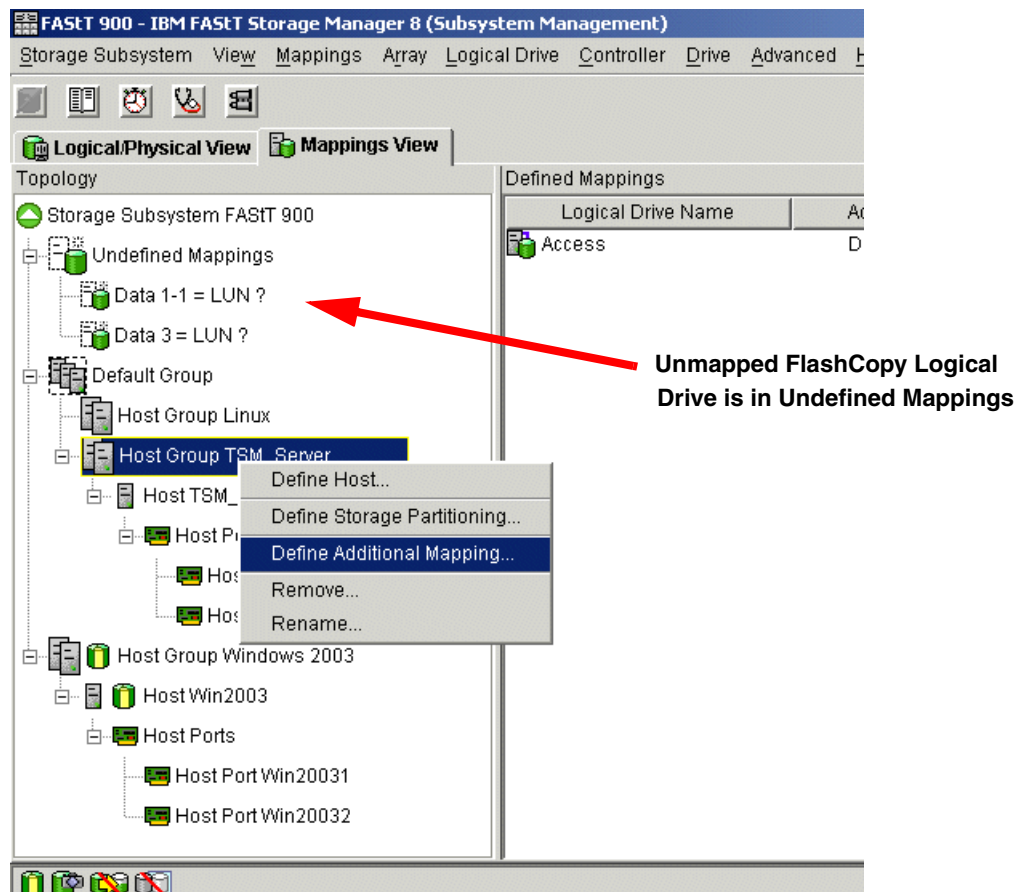 FAStT 900 - IBM FAStT Storage Manager 8 (Subsystem Management)
Storage Subsystem View Mappings Array Logical Drive Controller Drive Advanced H
Logical/Physical View Mappings View
Topology
Defined Mappings
Logical Drive Name
Storage Subsystem FAStT 900
Access
D
Undefined Mappings
Data 1-1 = LUN ?
Data 3 = LUN ?
Unmapped FlashCopy Logical
Drive is in Undefined Mappings
Default Group
Host Group Linux
Host Group TSM_Server
Define Host...
Host TSM_
Define Storage Partitioning...
Host P
Define Additional Mapping...
Hos
Remove...
Hos
Rename...
Host Group Windows 2003
Host Win2003
Host Ports
Host Port Win20031
Host Port Win20032